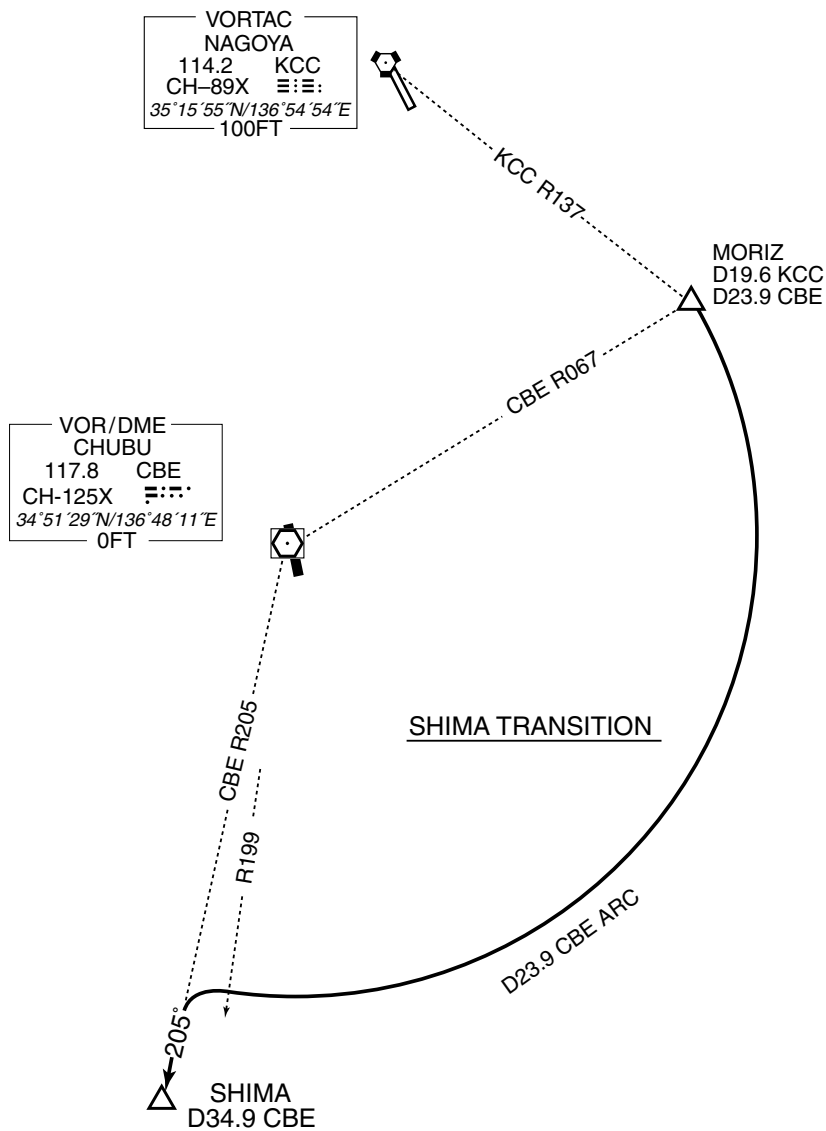 VORTAC
NAGOYA
114.2 KCC
CH–89X
35°15´55˝N/136°54´54˝E
100FT
KCC R137
MORIZ
D19.6 KCC
D23.9 CBE
CBE R067
VOR/DME
CHUBU
117.8 CBE
CH-125X
34°51´29˝N/136°48´11˝E
0FT
CBE R205
SHIMA TRANSITION
R199
D23.9 CBE ARC
205°
SHIMA
D34.9 CBE